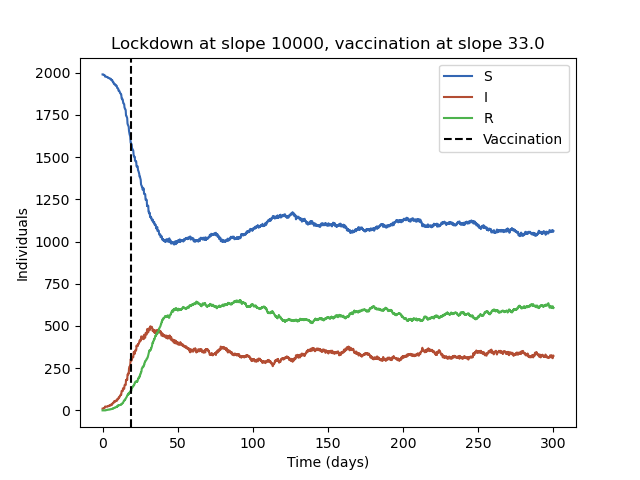 Lockdown at slope 10000, vaccination at slope 33.0
S
I
R
Vaccination
Individuals
2000
1750
1500
1250
1000
750
500
250
0
0 50 100 150 200 250 300
Time (days)